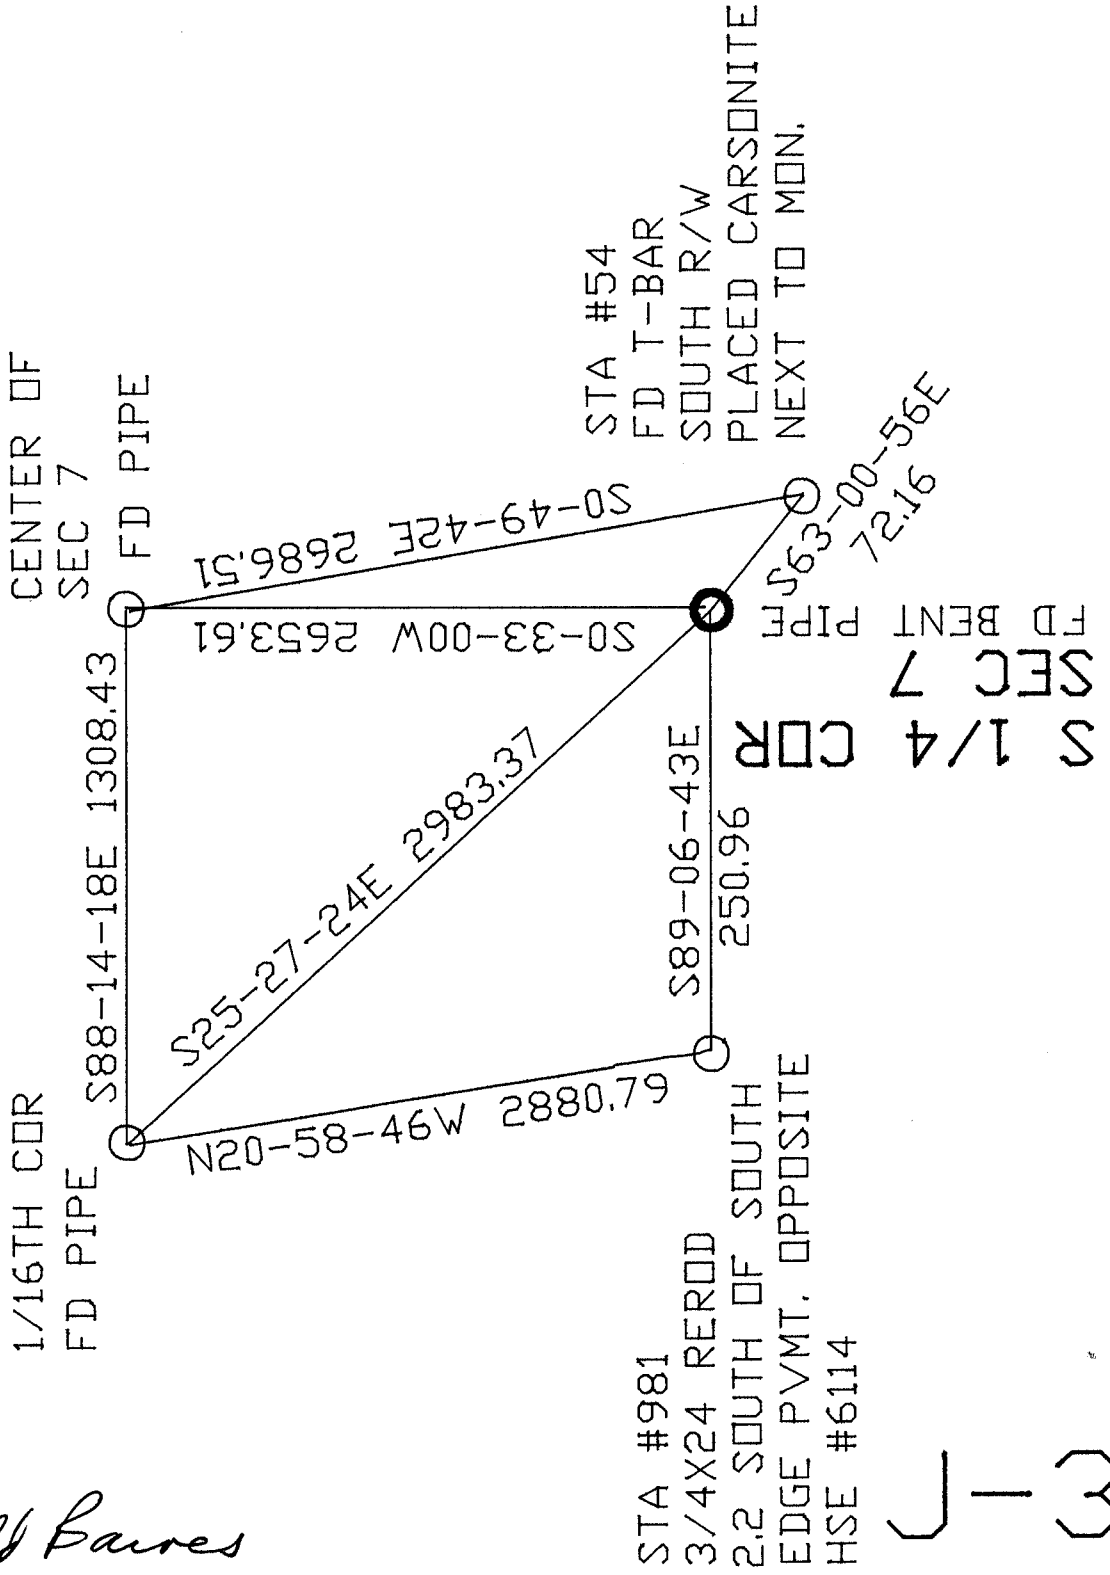 1/16TH COR
FD PIPE
CENTER OF
SEC 7
FD PIPE
S88-14-18E 1308.43
S25-27-24E 2983.37
N20-58-46W 2880.79
S0-33-00W 2653.61
S0-49-42E 2686.51
S89-06-43E
250.96
S63-00-56E
72.16
STA #54
FD T-BAR
SOUTH R/W
PLACED CARSONITE
NEXT TO MON.
S 1/4 COR
SEC 7
FD BENT PIPE
STA #981
3/4X24 REROD
2.2 SOUTH OF SOUTH
EDGE PVMT. OPPOSITE
HSE #6114
J-3